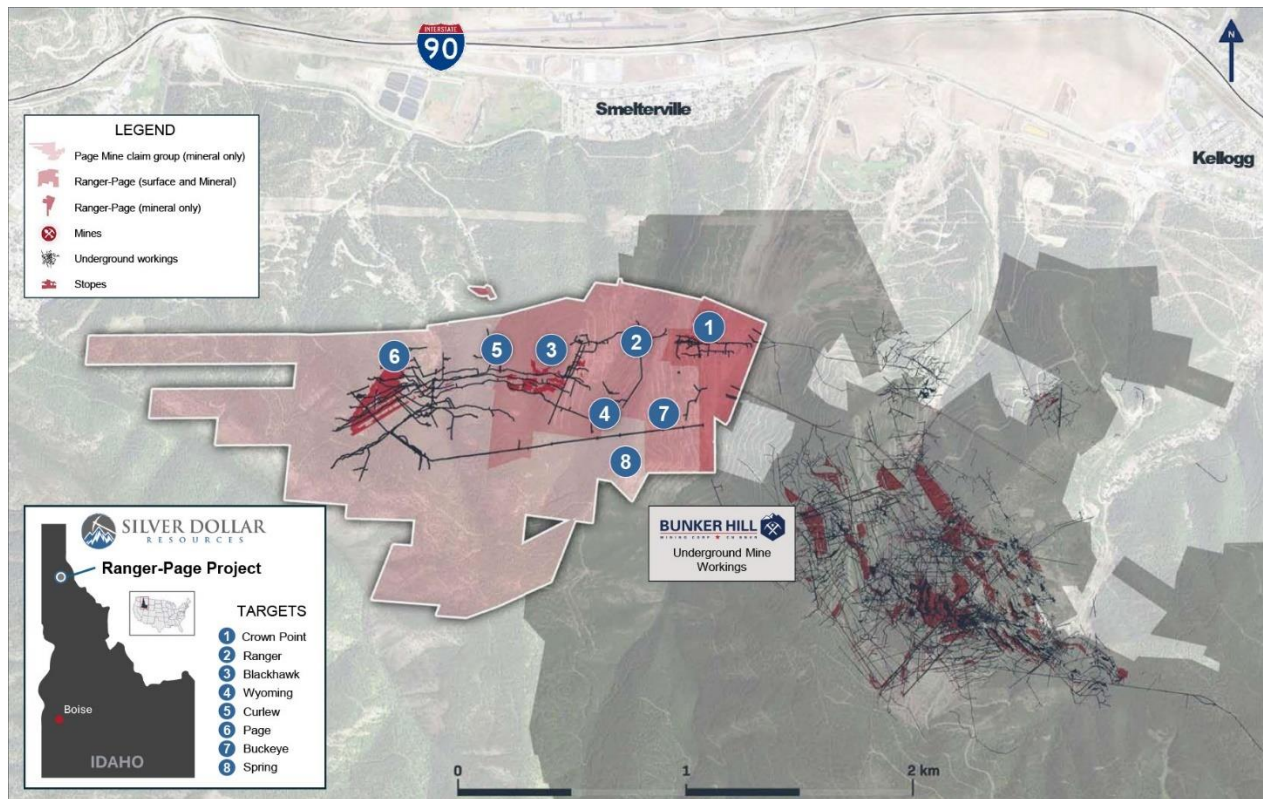 INTERSTATE
90
N
Smelterville
Kellogg
LEGEND
Page Mine claim group (mineral only)
Ranger-Page (surface and Mineral)
Ranger-Page (mineral only)
Mines
Underground workings
Stopes
1
2
3
5
6
4
7
8
BUNKER HILL
MINING CORP
Underground Mine
Workings
SILVER DOLLAR
RESOURCES
Ranger-Page Project
TARGETS
1 Crown Point
2 Ranger
3 Blackhawk
4 Wyoming
5 Curlew
6 Page
7 Buckeye
8 Spring
Boise
IDAHO
0 1 2 km